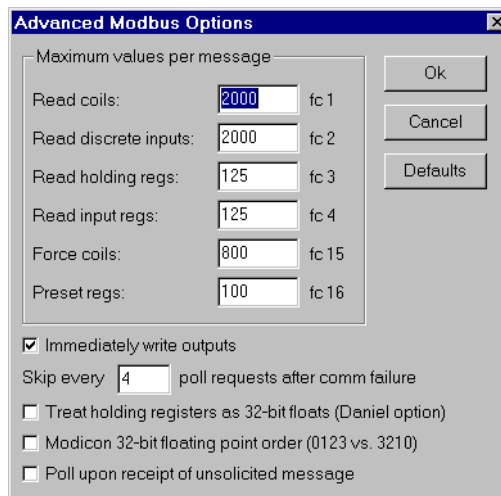 Advanced Modbus Options
Maximum values per message
Read coils: 2000 fc 1
Read discrete inputs: 2000 fc 2
Read holding regs: 125 fc 3
Read input regs: 125 fc 4
Force coils: 800 fc 15
Preset regs: 100 fc 16
Ok
Cancel
Defaults
Immediately write outputs
Skip every 4 poll requests after comm failure
Treat holding registers as 32-bit floats (Daniel option)
Modicon 32-bit floating point order (0123 vs. 3210)
Poll upon receipt of unsolicited message